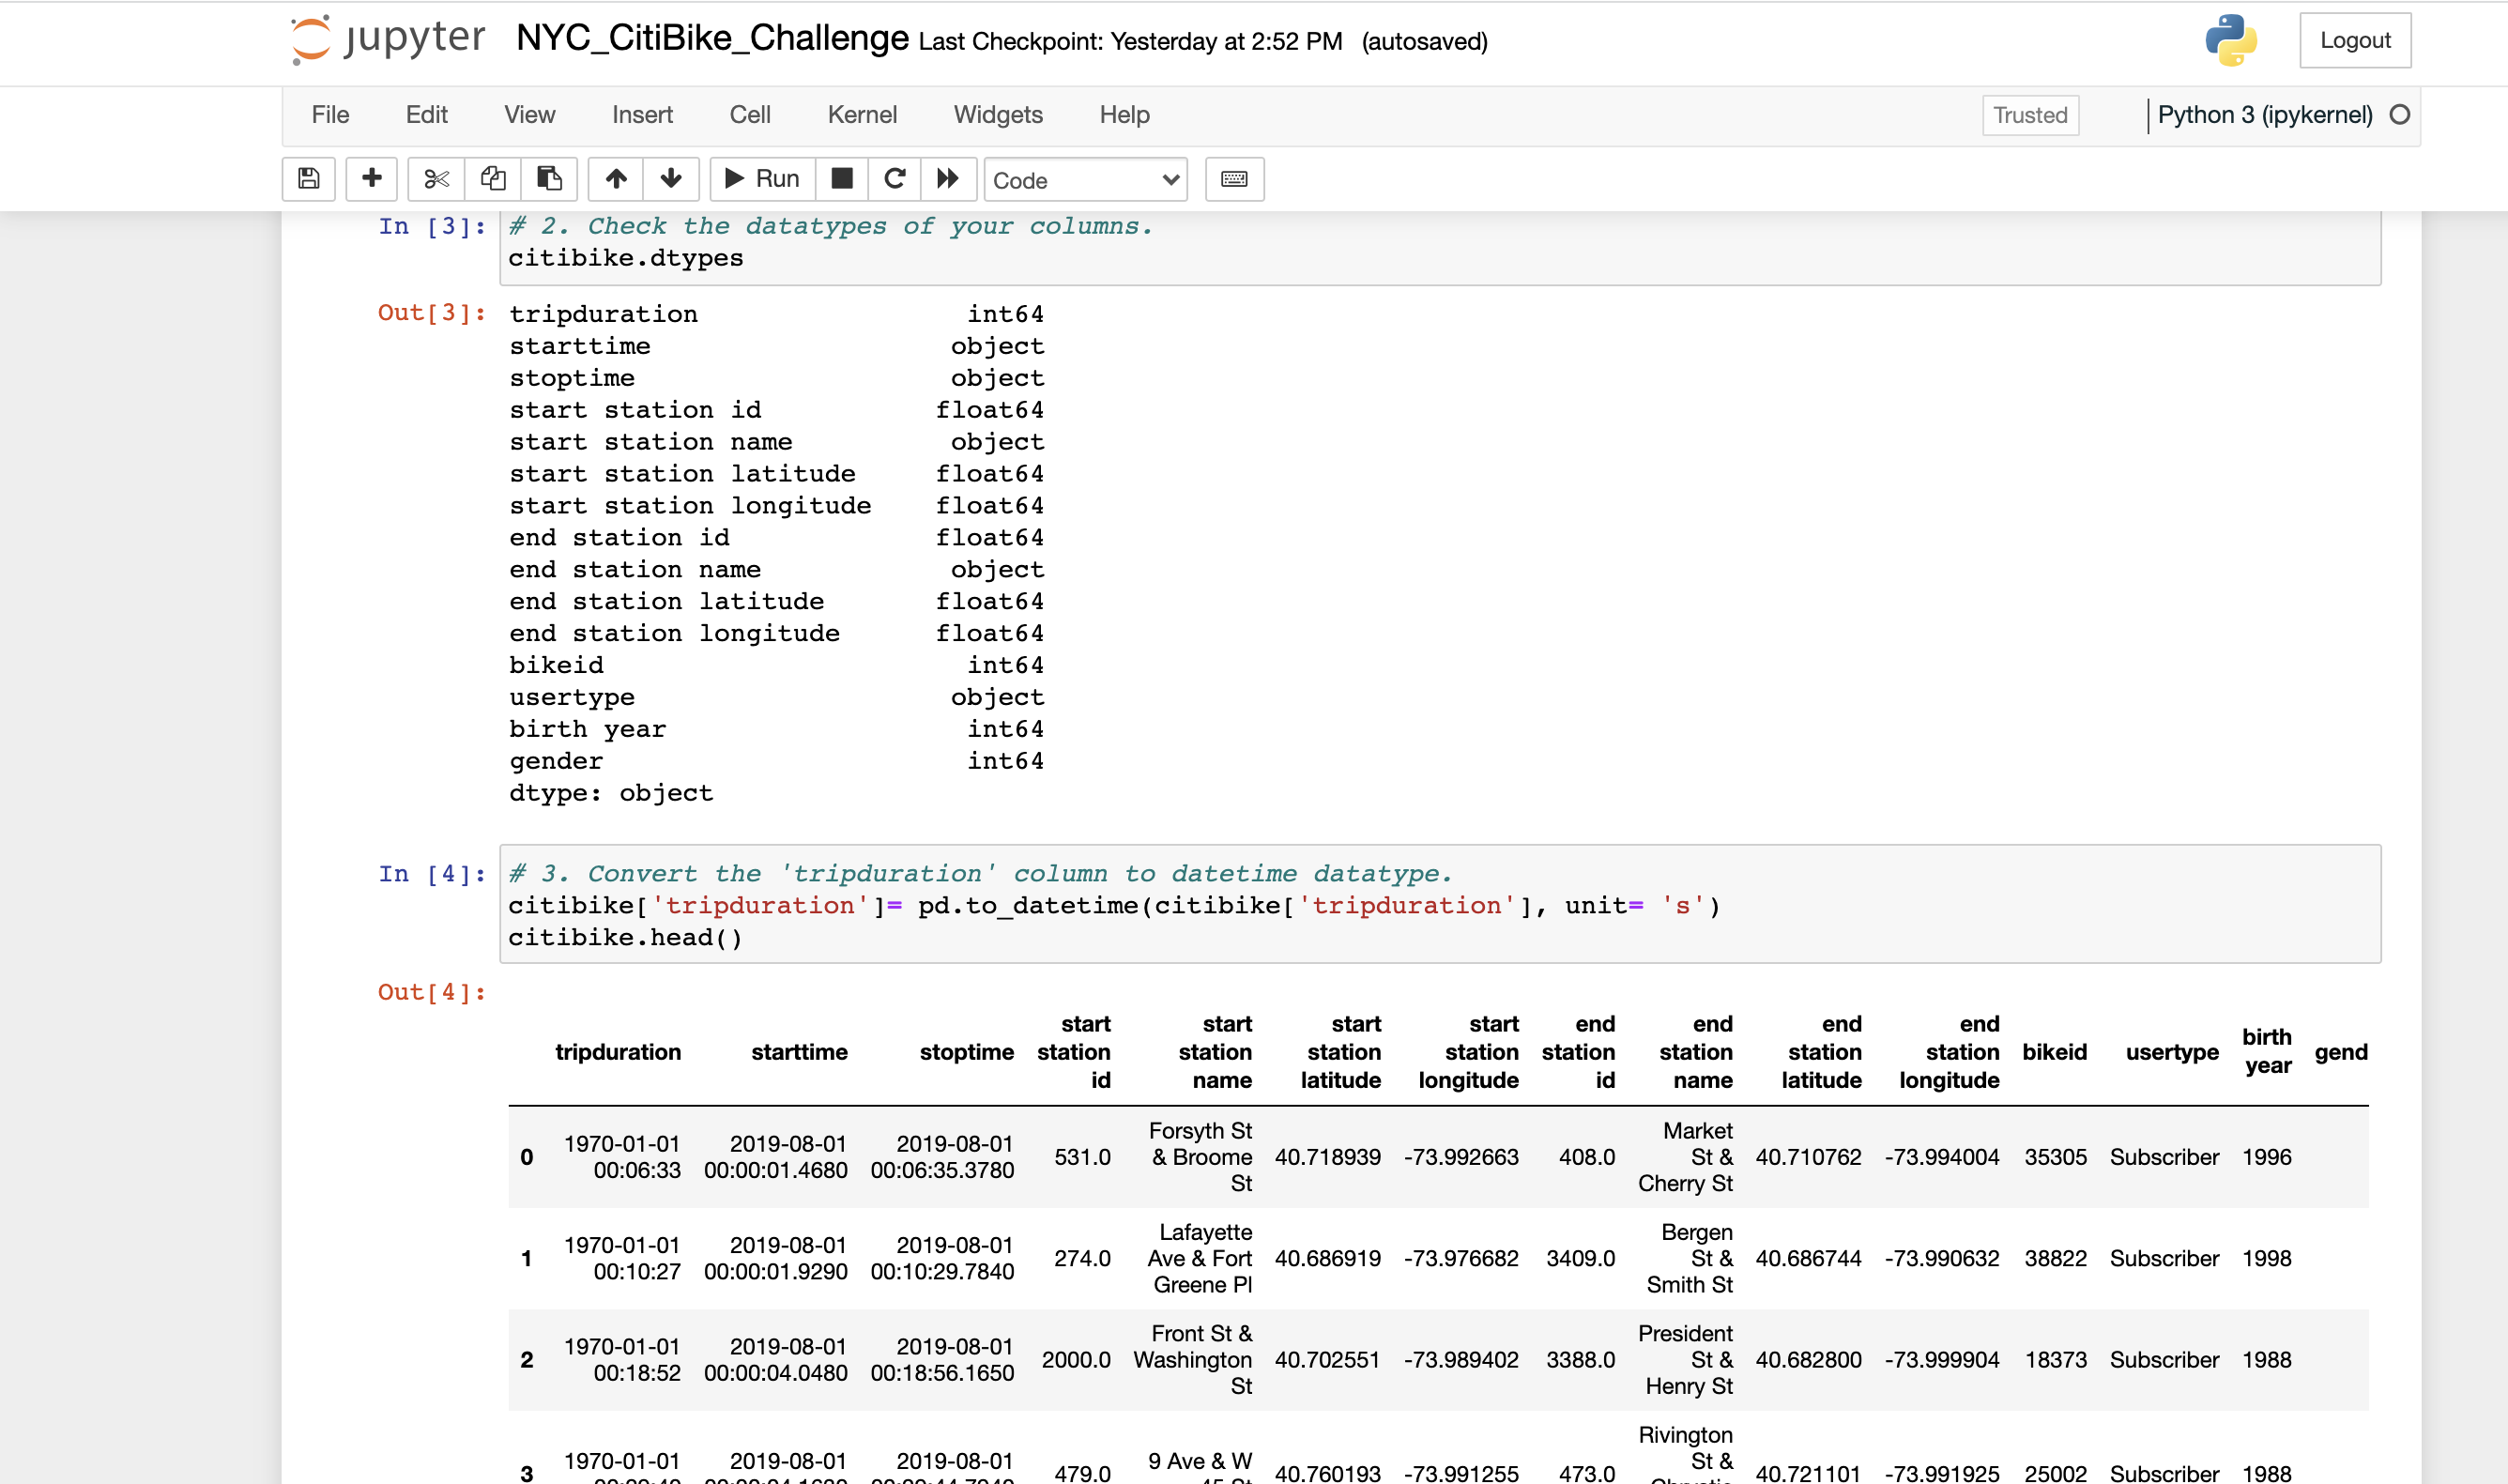 jupyter NYC_CitiBike_Challenge Last Checkpoint: Yesterday at 2:52 PM (autosaved) Logout
File Edit View Insert Cell Kernel Widgets Help Trusted Python 3 (ipykernel)
Run Code
In [3]: # 2. Check the datatypes of your columns.
citibike.dtypes
Out[3]: tripduration int64
starttime object
stoptime object
start station id float64
start station name object
start station latitude float64
start station longitude float64
end station id float64
end station name object
end station latitude float64
end station longitude float64
bikeid int64
usertype object
birth year int64
gender int64
dtype: object
In [4]: # 3. Convert the 'tripduration' column to datetime datatype.
citibike['tripduration']= pd.to_datetime(citibike['tripduration'], unit= 's')
citibike.head()
Out[4]:
start start start start end end end end
birth
tripduration starttime stoptime station station station station station station station station bikeid usertype gend
year
id name latitude longitude id name latitude longitude
Forsyth St Market
1970-01-01 2019-08-01 2019-08-01
0 531.0 & Broome 40.718939 -73.992663 408.0 St & 40.710762 -73.994004 35305 Subscriber 1996
00:06:33 00:00:01.4680 00:06:35.3780
St Cherry St
Lafayette Bergen
1970-01-01 2019-08-01 2019-08-01
1 274.0 Ave & Fort 40.686919 -73.976682 3409.0 St & 40.686744 -73.990632 38822 Subscriber 1998
00:10:27 00:00:01.9290 00:10:29.7840
Greene Pl Smith St
Front St & President
1970-01-01 2019-08-01 2019-08-01
2 2000.0 Washington 40.702551 -73.989402 3388.0 St & 40.682800 -73.999904 18373 Subscriber 1988
00:18:52 00:00:04.0480 00:18:56.1650
St Henry St
Rivington
1970-01-01 2019-08-01 2019-08-01 9 Ave & W St &
3 479.0 40.760193 -73.991255 473.0 40.721101 -73.991925 25002 Subscriber 1988